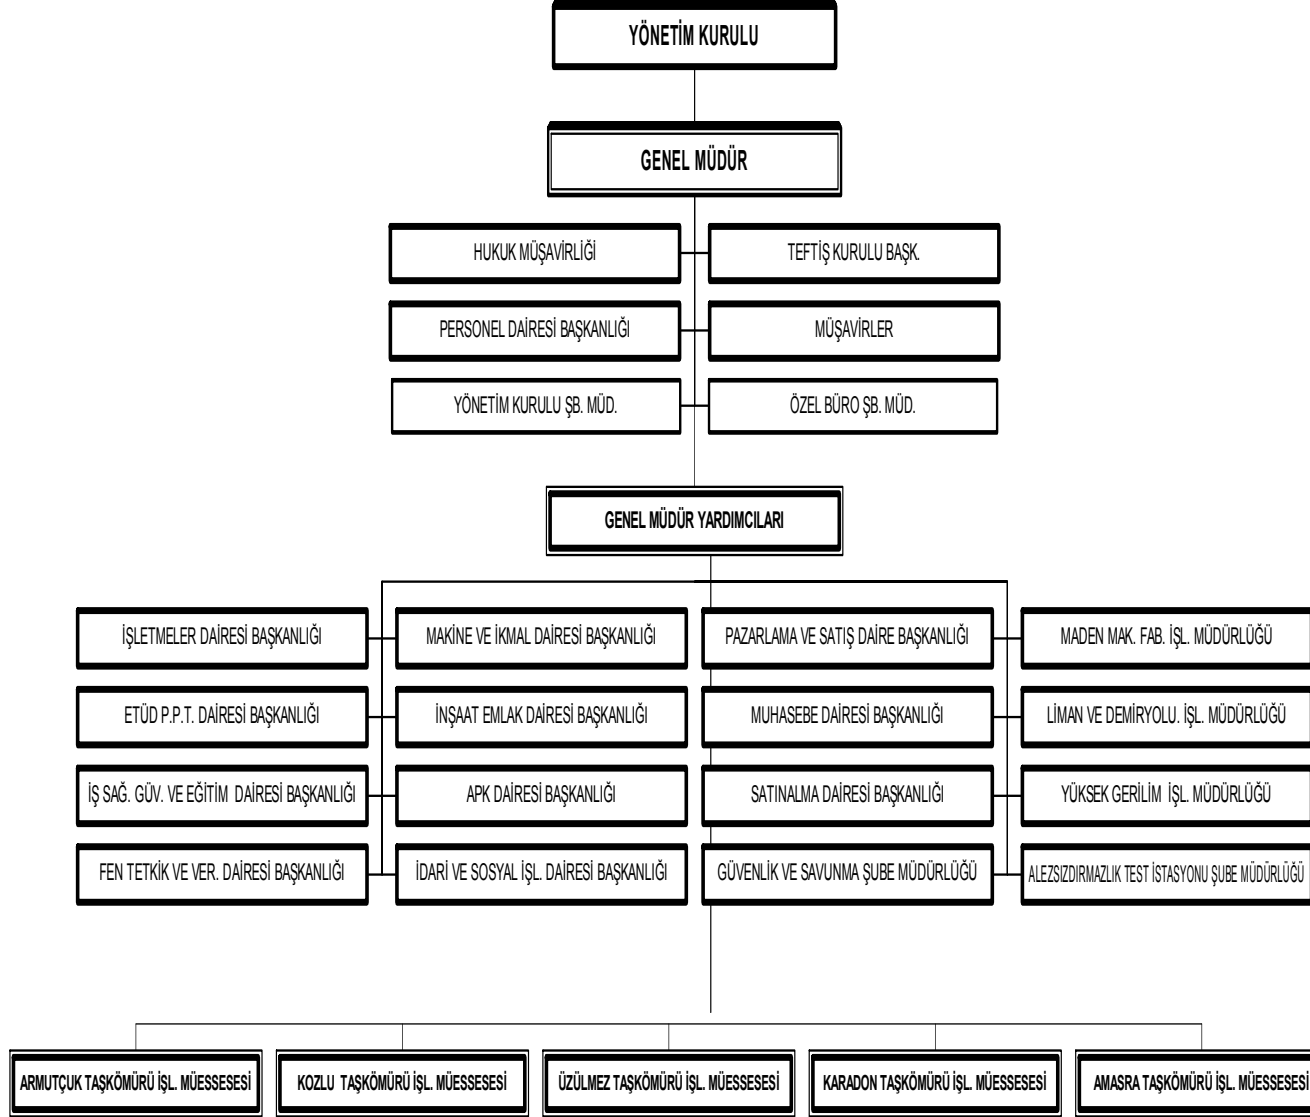 YÖNETİM KURULU
GENEL MÜDÜR
HUKUK MÜŞAVİRLİĞİ
TEFTİŞ KURULU BAŞK.
PERSONEL DAİRESİ BAŞKANLIĞI
MÜŞAVİRLER
YÖNETİM KURULU ŞB. MÜD.
ÖZEL BÜRO ŞB. MÜD.
GENEL MÜDÜR YARDIMCILARI
İŞLETMELER DAİRESİ BAŞKANLIĞI
MAKİNE VE İKMAL DAİRESİ BAŞKANLIĞI
PAZARLAMA VE SATIŞ DAİRE BAŞKANLIĞI
MADEN MAK. FAB. İŞL. MÜDÜRLÜĞÜ
ETÜD P.P.T. DAİRESİ BAŞKANLIĞI
İNŞAAT EMLAK DAİRESİ BAŞKANLIĞI
MUHASEBE DAİRESİ BAŞKANLIĞI
LİMAN VE DEMİRYOLU. İŞL. MÜDÜRLÜĞÜ
İŞ SAĞ. GÜV. VE EĞİTİM DAİRESİ BAŞKANLIĞI
APK DAİRESİ BAŞKANLIĞI
SATINALMA DAİRESİ BAŞKANLIĞI
YÜKSEK GERİLİM İŞL. MÜDÜRLÜĞÜ
FEN TETKİK VE VER. DAİRESİ BAŞKANLIĞI
İDARİ VE SOSYAL İŞL. DAİRESİ BAŞKANLIĞI
GÜVENLİK VE SAVUNMA ŞUBE MÜDÜRLÜĞÜ
ALEZSIZDIRMAZLIK TEST İSTASYONU ŞUBE MÜDÜRLÜĞÜ
ARMUTÇUK TAŞKÖMÜRÜ İŞL. MÜESSESESİ
KOZLU TAŞKÖMÜRÜ İŞL. MÜESSESESİ
ÜZÜLMEZ TAŞKÖMÜRÜ İŞL. MÜESSESESİ
KARADON TAŞKÖMÜRÜ İŞL. MÜESSESESİ
AMASRA TAŞKÖMÜRÜ İŞL. MÜESSESESİ